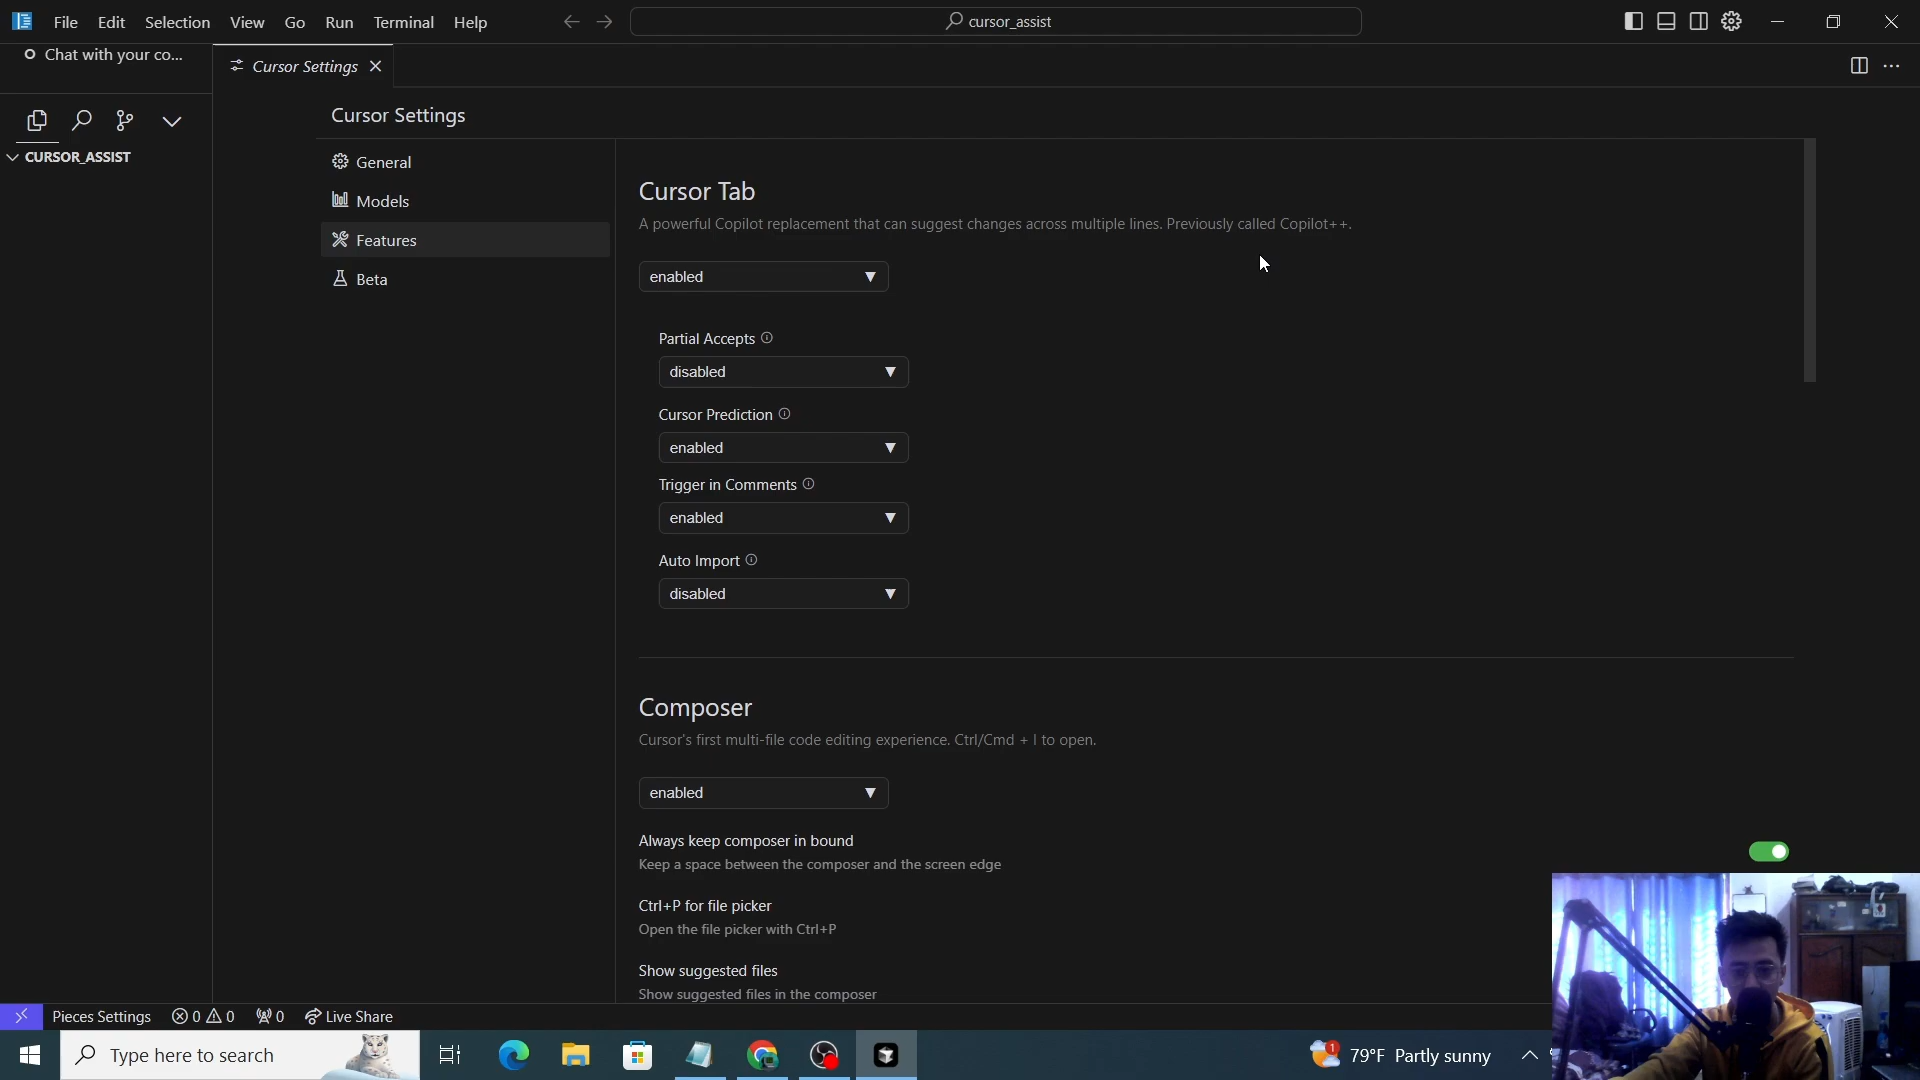 File Edit Selection View Go Run Terminal Help
cursor_assist
Chat with your co...
Cursor Settings
CURSOR_ASSIST
Cursor Settings
General
Models
Features
Beta
Cursor Tab
A powerful Copilot replacement that can suggest changes across multiple lines. Previously called Copilot++.
enabled
Partial Accepts
disabled
Cursor Prediction
enabled
Trigger in Comments
enabled
Auto Import
disabled
Composer
Cursor's first multi-file code editing experience. Ctrl/Cmd + I to open.
enabled
Always keep composer in bound
Keep a space between the composer and the screen edge
Ctrl+P for file picker
Open the file picker with Ctrl+P
Show suggested files
Show suggested files in the composer
Pieces Settings 0 0 0 Live Share
Type here to search
1 79°F Partly sunny